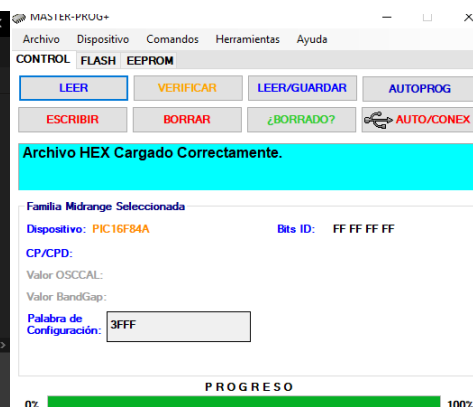 MASTER-PROG+
Archivo Dispositivo Comandos Herramientas Ayuda
CONTROL FLASH EEPROM
LEER VERIFICAR LEER/GUARDAR AUTOPROG
ESCRIBIR BORRAR ¿BORRADO? AUTO/CONEX
Archivo HEX Cargado Correctamente.
Familia Midrange Seleccionada
Dispositivo: PIC16F84A Bits ID: FF FF FF FF
CP/CPD:
Valor OSCCAL:
Valor BandGap:
Palabra de
Configuración: 3FFF
PROGRESO
0% 100%